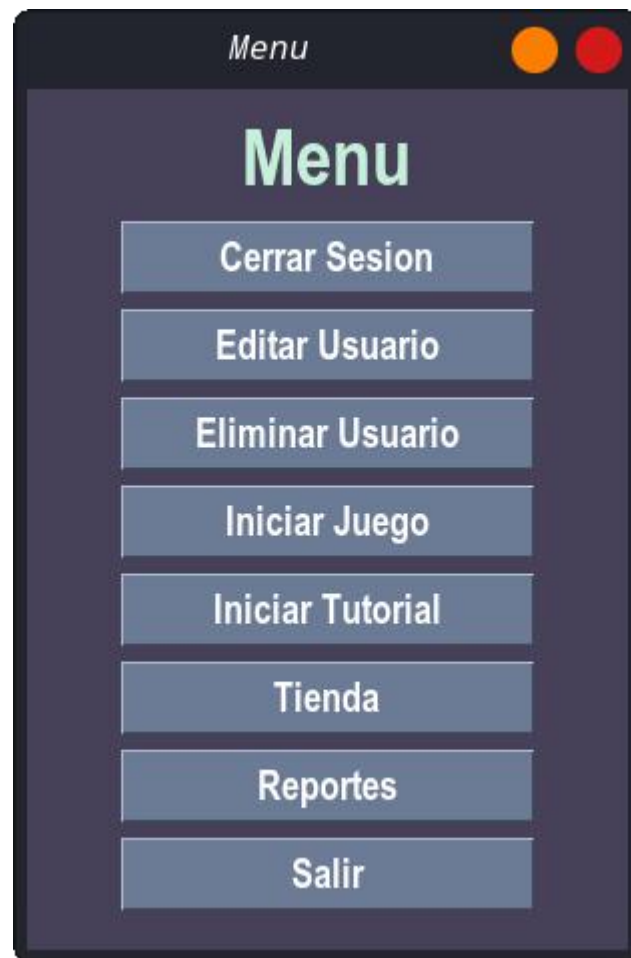 Menu
Menu
Cerrar Sesion
Editar Usuario
Eliminar Usuario
Iniciar Juego
Iniciar Tutorial
Tienda
Reportes
Salir